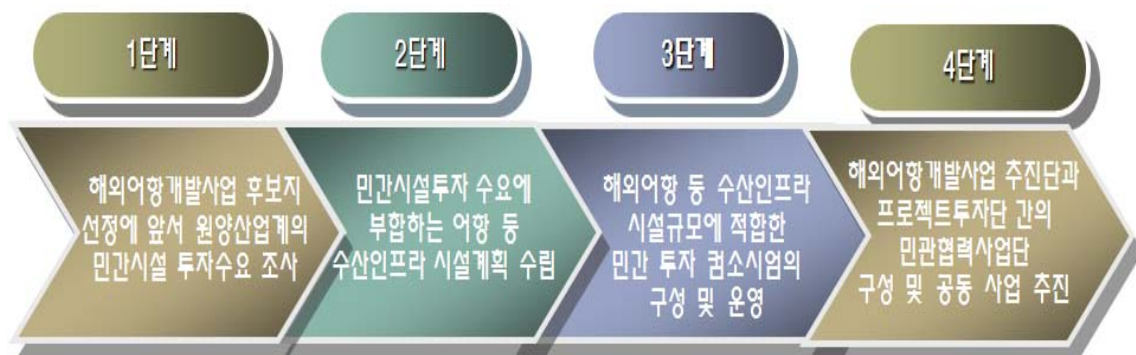 1단계
해외어항개발사업 후보지
선정에 앞서 원양산업계의
민간시설 투자수요 조사
2단계
민간시설투자 수요에
부합하는 어항 등
수산인프라 시설계획 수립
3단계
해외어항 등 수산인프라
시설규모에 적합한
민간 투자 컴소시엄의
구성 및 운영
4단계
해외어항개발사업 추진단과
프로젝트투자단 간의
민관협력사업단
구성 및 공동 사업 추진